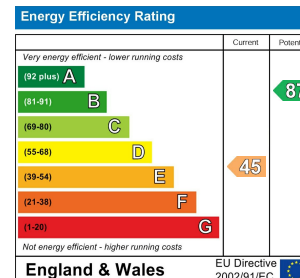 Energy Efficiency Rating
Current
Very energy efficient - lower running costs
(92 plus) A
(81-91) B
87
(69-80) C
(55-68) D
(39-54) E
45
(21-38) F
(1-20) G
Not energy efficient - higher running costs
England & Wales
EU Directive
2002/91/EC